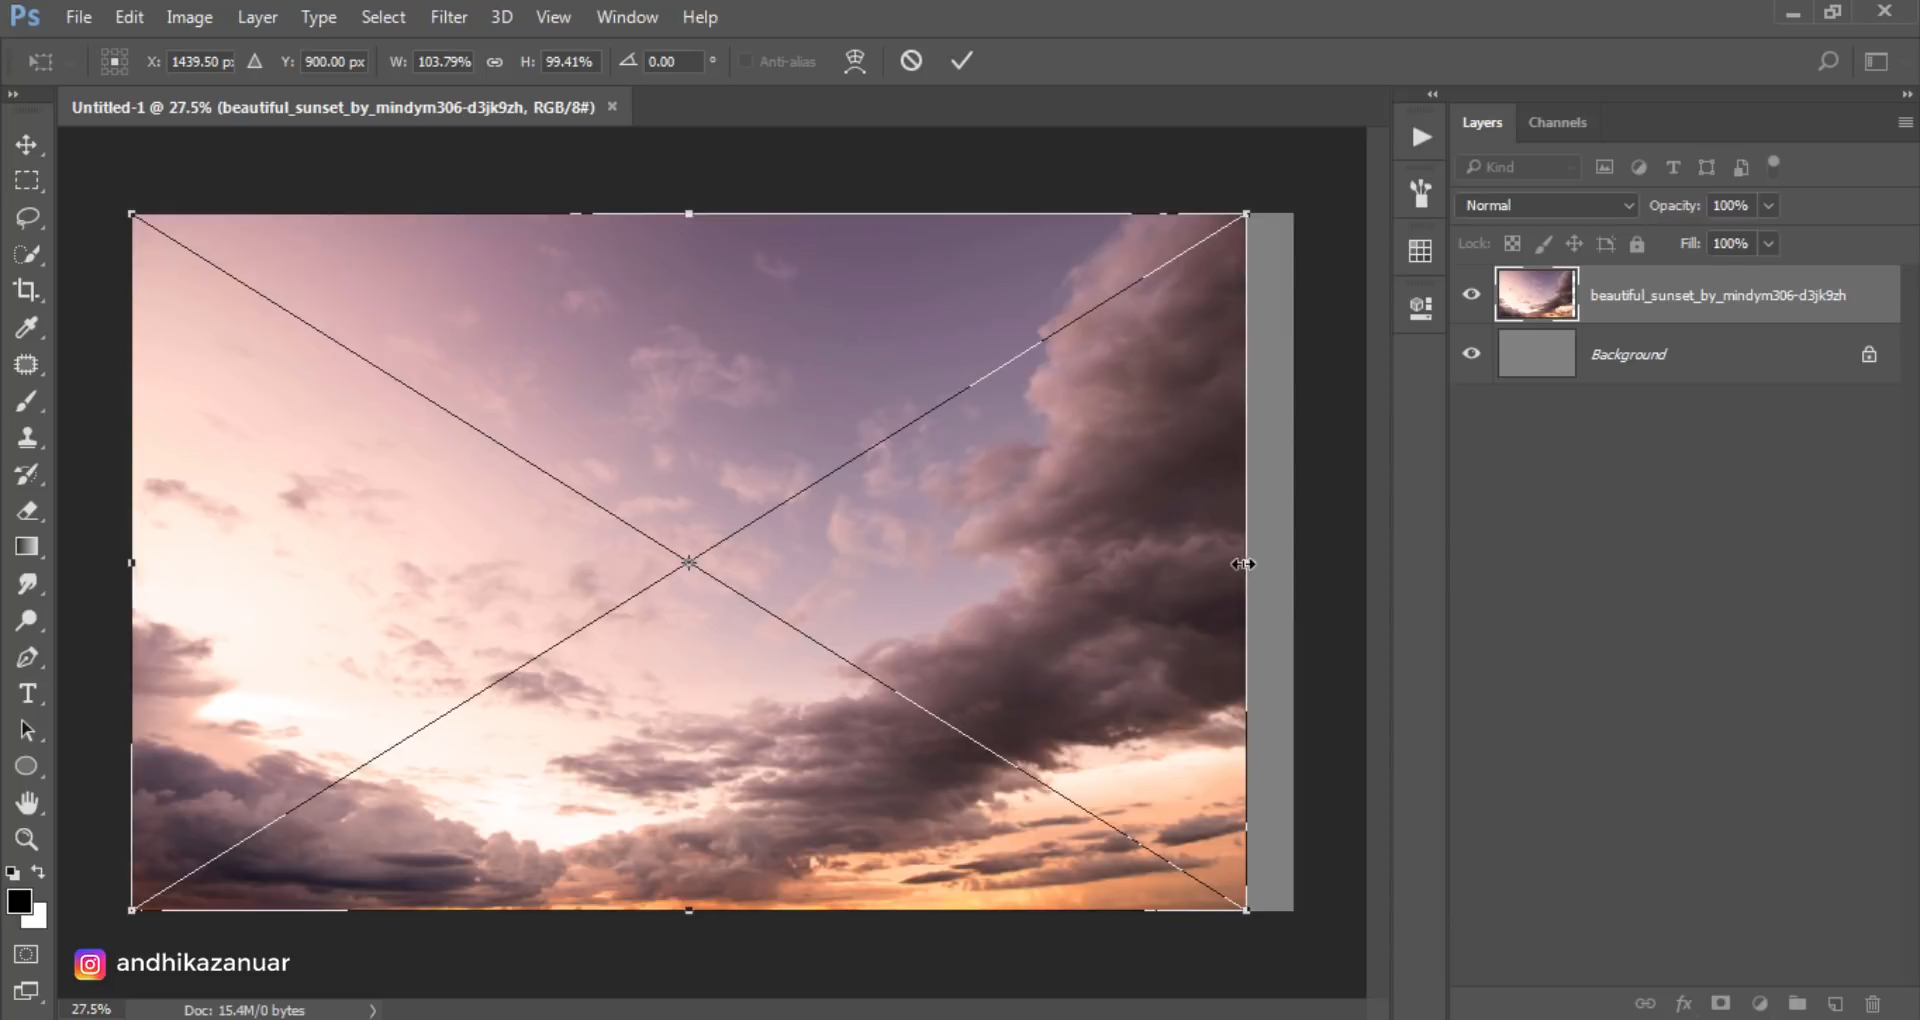 Ps File Edit Image Layer Type Select Filter 3D View Window Help
X: 1439.50 px Y: 900.00 px W: 103.79% H: 99.41% 0.00 ° Anti-alias
Untitled-1 @ 27.5% (beautiful_sunset_by_mindym306-d3jk9zh, RGB/8#) ×
Layers Channels
Kind
Normal Opacity: 100%
Lock: Fill: 100%
beautiful_sunset_by_mindym306-d3jk9zh
Background
andhikazanuar
27.5% Doc: 15.4M/0 bytes